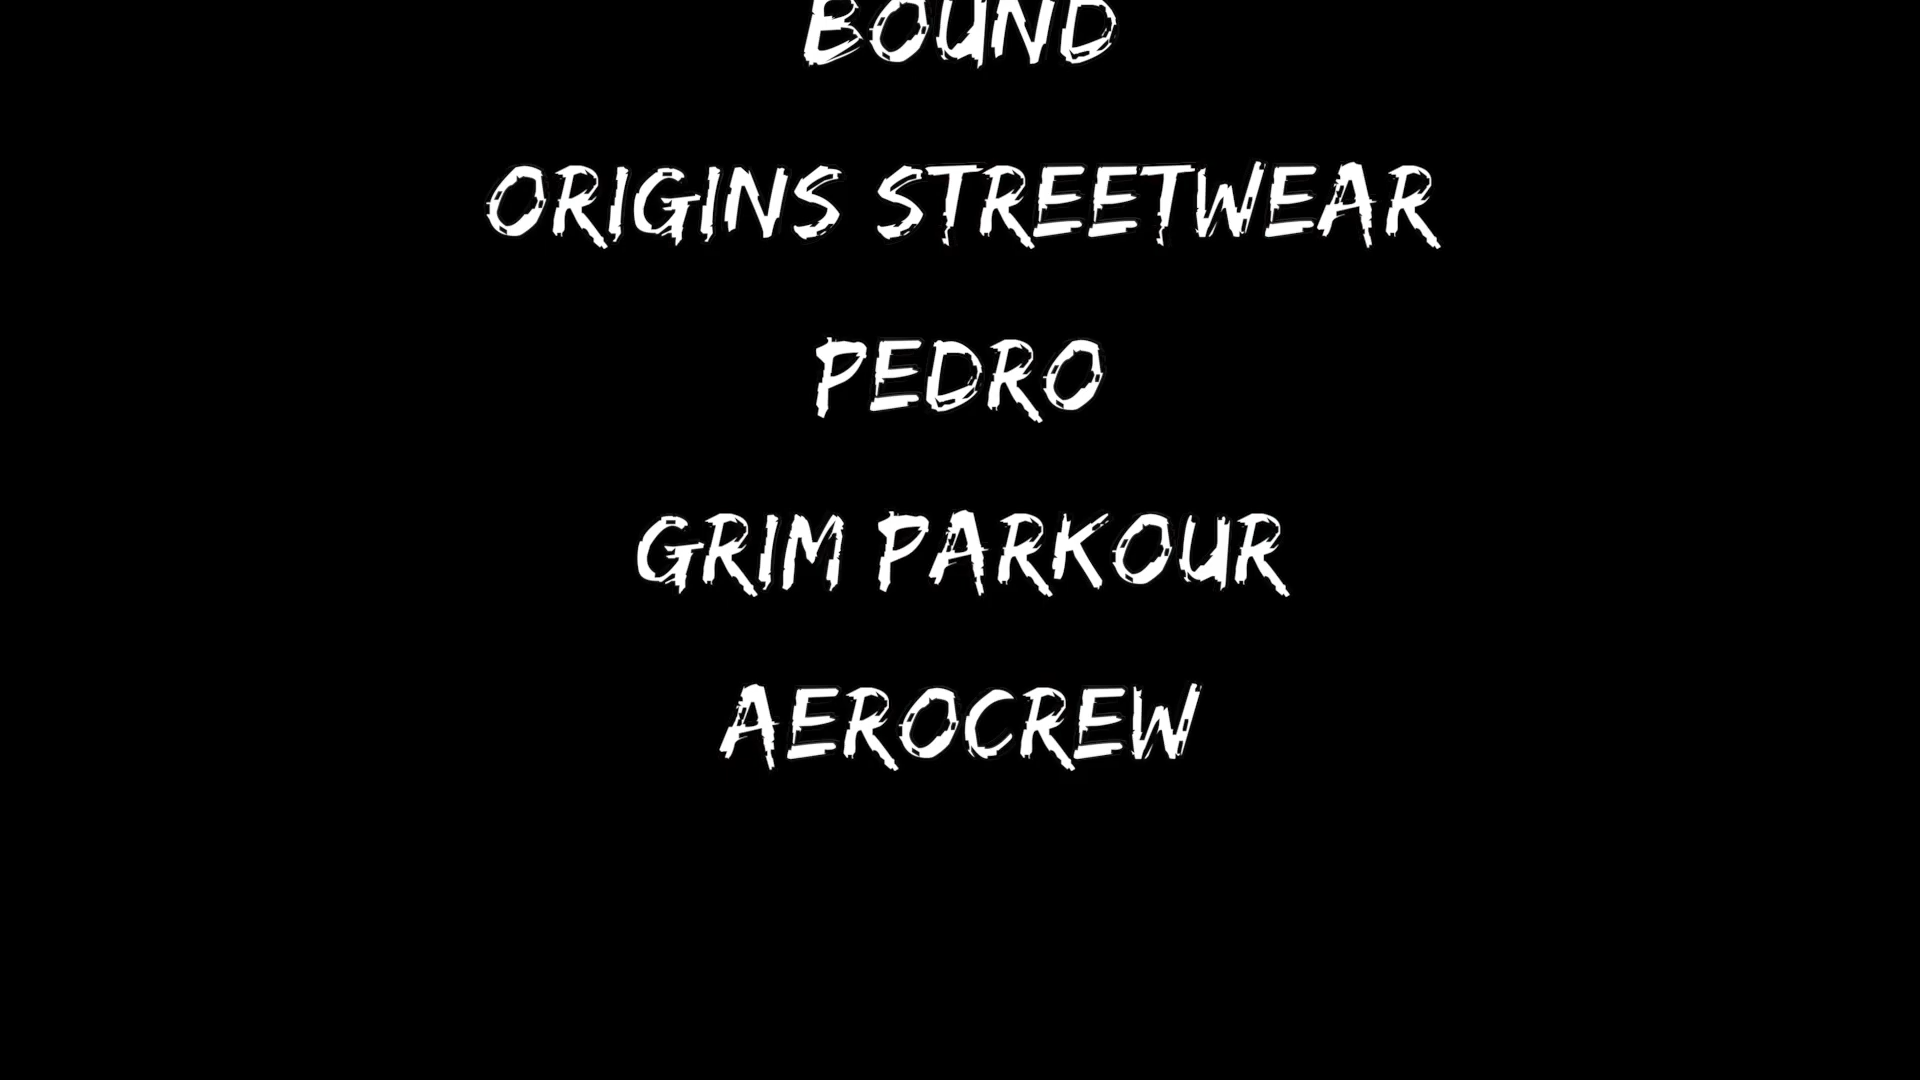 BOUND
ORIGINS STREETWEAR
PEDRO
GRIM PARKOUR
AEROCREW